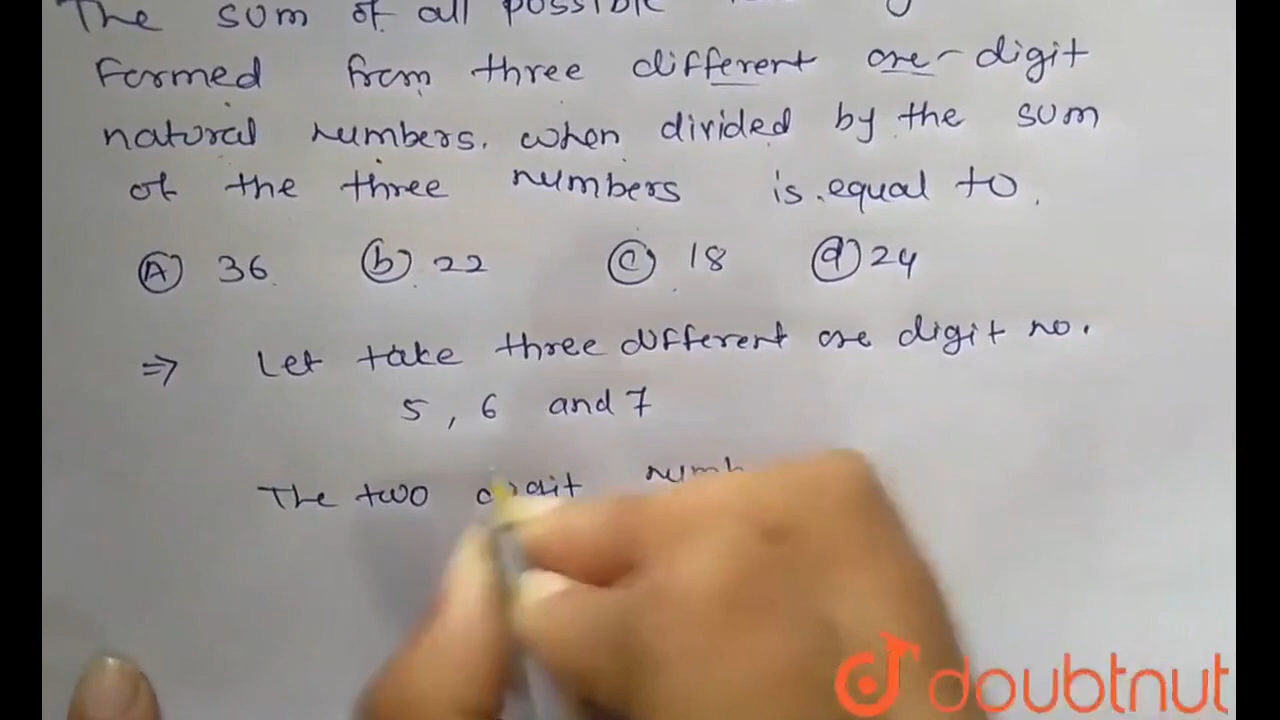 The sum of all possible
Formed from three different one-digit
natural numbers. when divided by the sum
of the three numbers is equal to.
(A) 36 (b) 22 (c) 18 (d) 24
⇒ Let take three different one digit no.
5, 6 and 7
The two digit
doubtnut